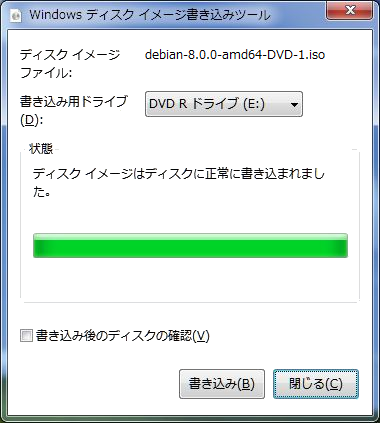 Windows ディスク イメージ書き込みツール
ディスク イメージ debian-8.0.0-amd64-DVD-1.iso
ファイル:
書き込み用ドライブ DVD R ドライブ (E:)
(D):
状態
ディスク イメージはディスクに正常に書き込まれまし
た。
書き込み後のディスクの確認(V)
書き込み(B) 閉じる(C)